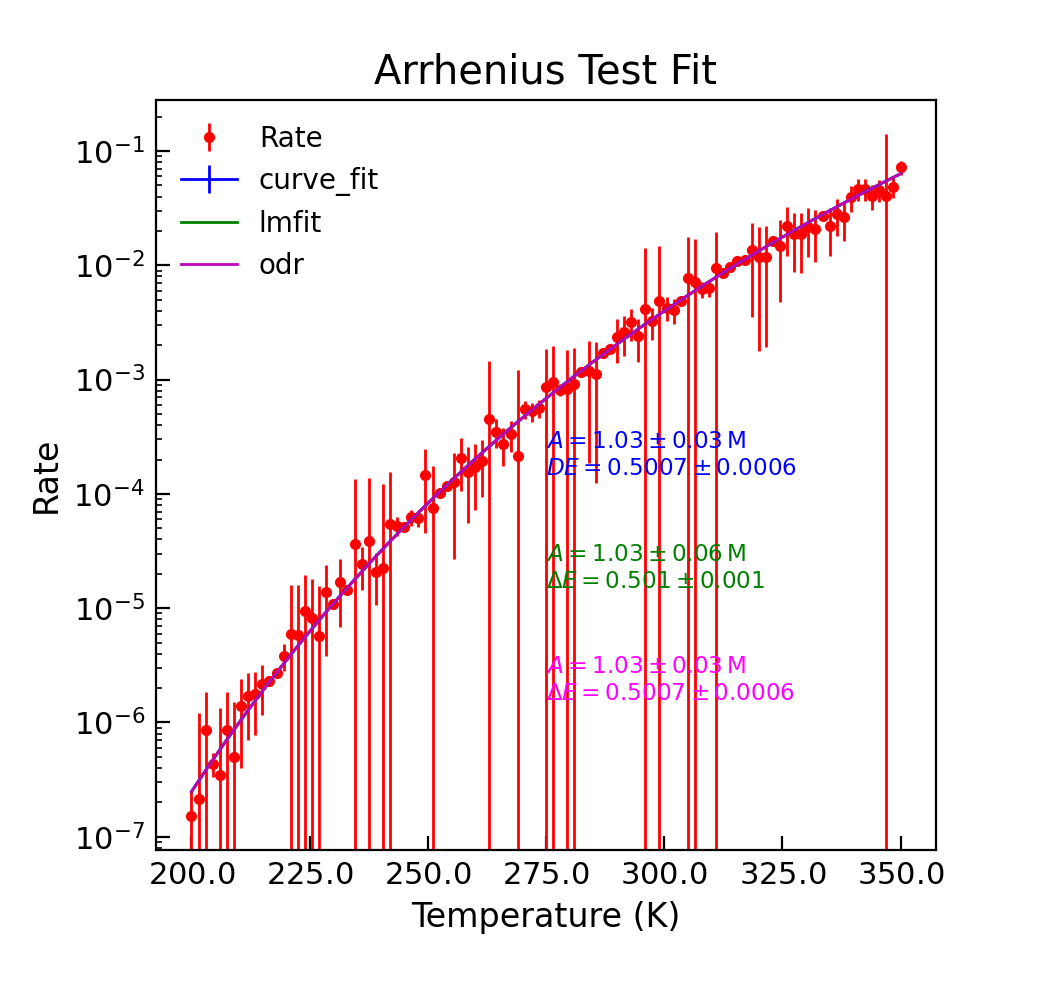 Arrhenius Test Fit
Rate
curve_fit
lmfit
odr
10⁻¹
10⁻²
10⁻³
10⁻⁴
10⁻⁵
10⁻⁶
10⁻⁷
Rate
A = 1.03 ± 0.03 M
DE = 0.5007 ± 0.0006
A = 1.03 ± 0.06 M
ΔE = 0.501 ± 0.001
A = 1.03 ± 0.03 M
ΔE = 0.5007 ± 0.0006
200.0 225.0 250.0 275.0 300.0 325.0 350.0
Temperature (K)